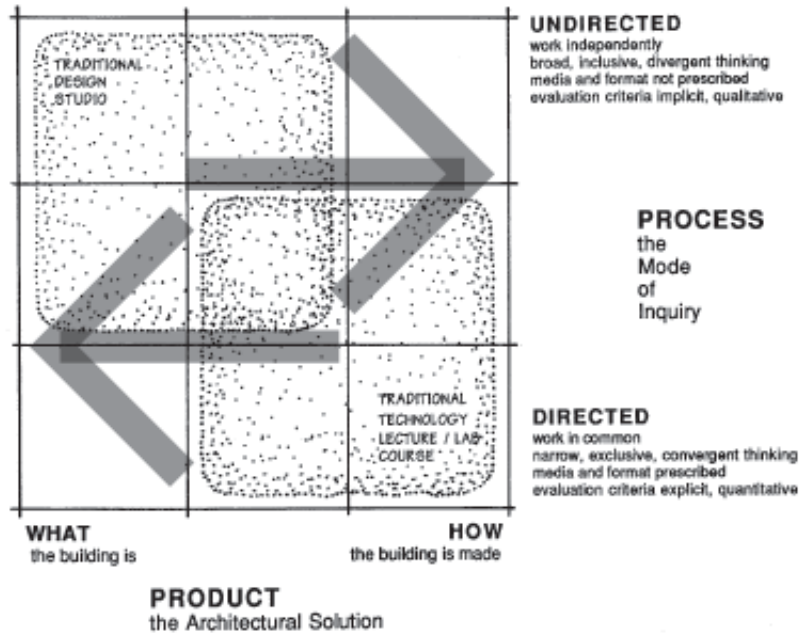 TRADITIONAL
DESIGN
STUDIO
UNDIRECTED
work independently
broad, inclusive, divergent thinking
media and format not prescribed
evaluation criteria implicit, qualitative
PROCESS
the
Mode
of
Inquiry
TRADITIONAL
TECHNOLOGY
LECTURE / LAB
COURSE
DIRECTED
work in common
narrow, exclusive, convergent thinking
media and format prescribed
evaluation criteria explicit, quantitative
WHAT
the building is
HOW
the building is made
PRODUCT
the Architectural Solution